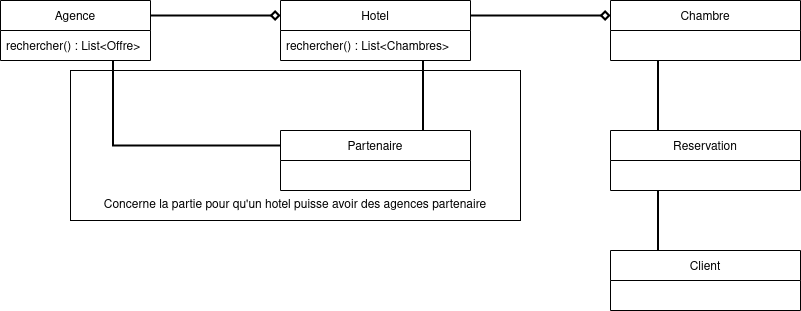 Agence
Hotel
Chambre
rechercher() : List<Offre>
rechercher() : List<Chambres>
Partenaire
Reservation
Concerne la partie pour qu'un hotel puisse avoir des agences partenaire
Client